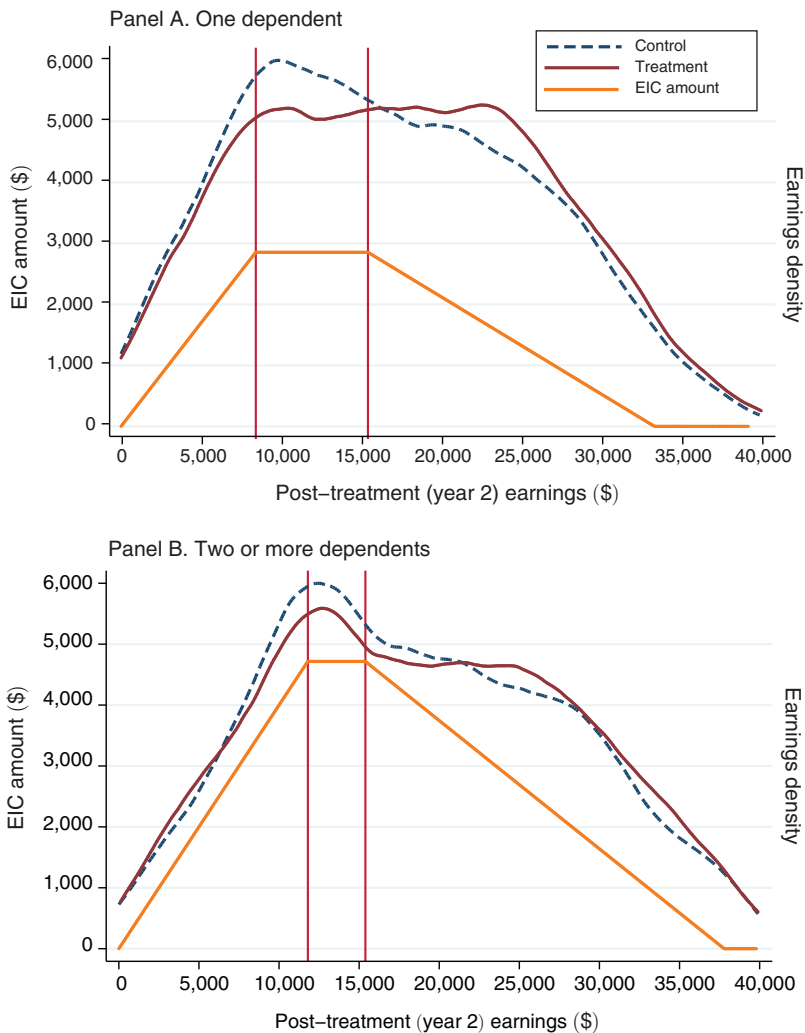 Panel A. One dependent
Control
Treatment
EIC amount
6,000
5,000
4,000
3,000
2,000
1,000
0
EIC amount ($)
Earnings density
0 5,000 10,000 15,000 20,000 25,000 30,000 35,000 40,000
Post–treatment (year 2) earnings ($)
Panel B. Two or more dependents
6,000
5,000
4,000
3,000
2,000
1,000
0
EIC amount ($)
Earnings density
0 5,000 10,000 15,000 20,000 25,000 30,000 35,000 40,000
Post–treatment (year 2) earnings ($)